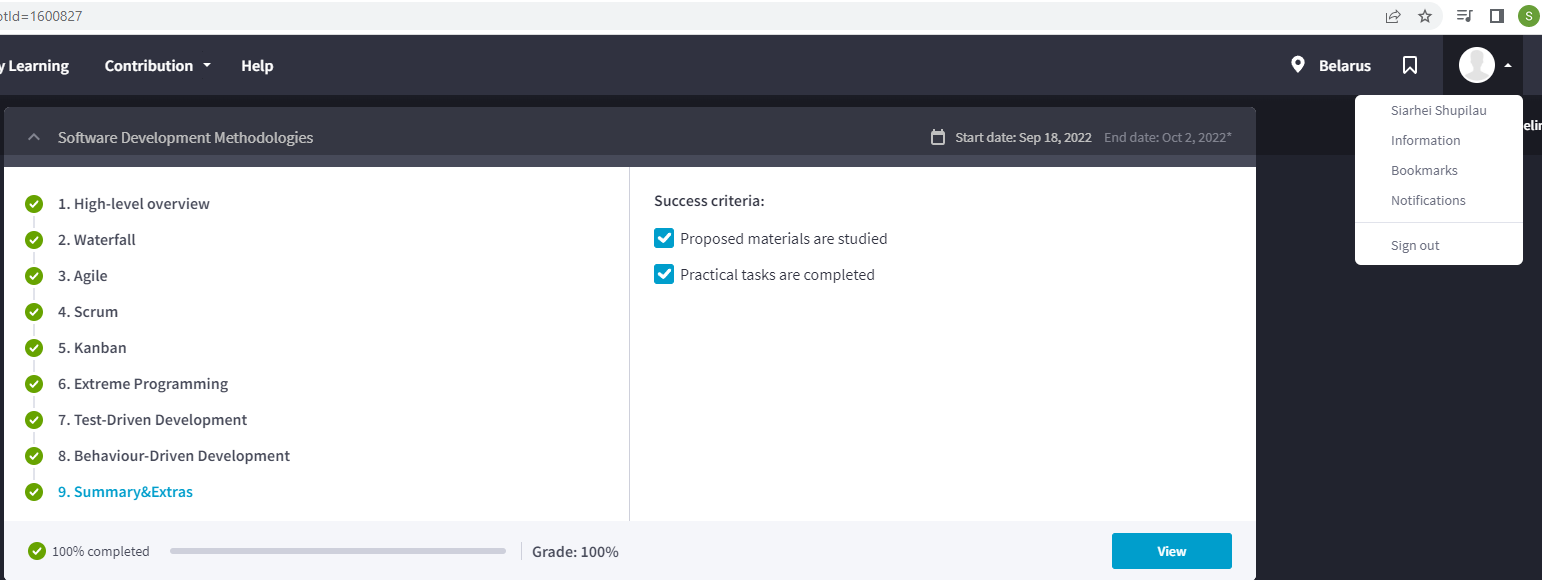 otId=1600827
S
y Learning Contribution Help Belarus
Siarhei Shupilau
Information
Bookmarks
Notifications
Sign out
elin
Software Development Methodologies Start date: Sep 18, 2022 End date: Oct 2, 2022*
1. High-level overview
2. Waterfall
3. Agile
4. Scrum
5. Kanban
6. Extreme Programming
7. Test-Driven Development
8. Behaviour-Driven Development
9. Summary&Extras
Success criteria:
Proposed materials are studied
Practical tasks are completed
100% completed Grade: 100% View